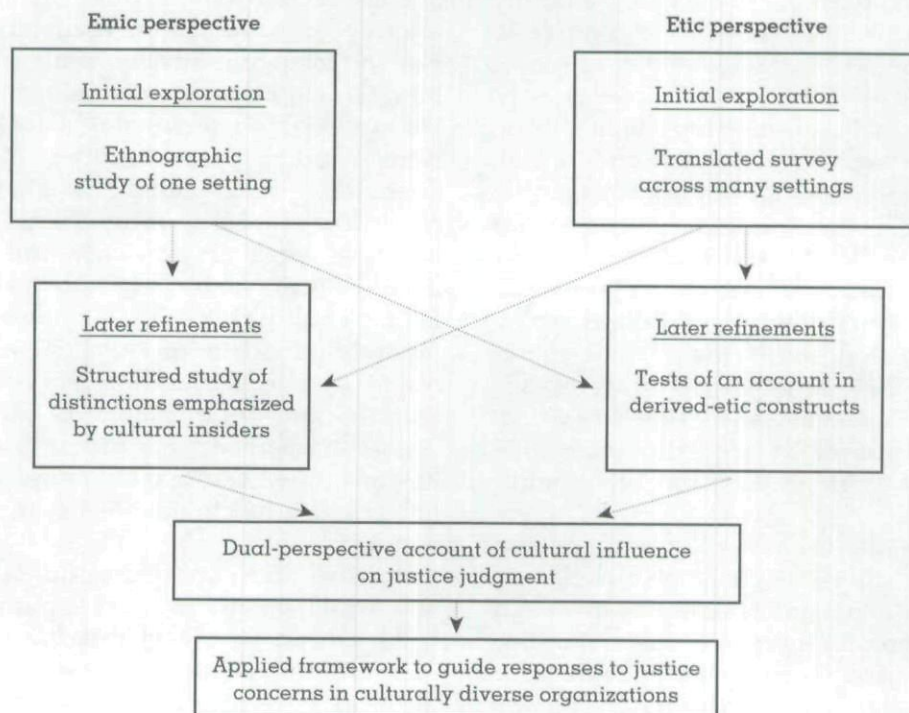 Emic perspective
Etic perspective
Initial exploration
Ethnographic
study of one setting
Initial exploration
Translated survey
across many settings
Later refinements
Structured study of
distinctions emphasized
by cultural insiders
Later refinements
Tests of an account in
derived-etic constructs
Dual-perspective account of cultural influence
on justice judgment
Applied framework to guide responses to justice
concerns in culturally diverse organizations